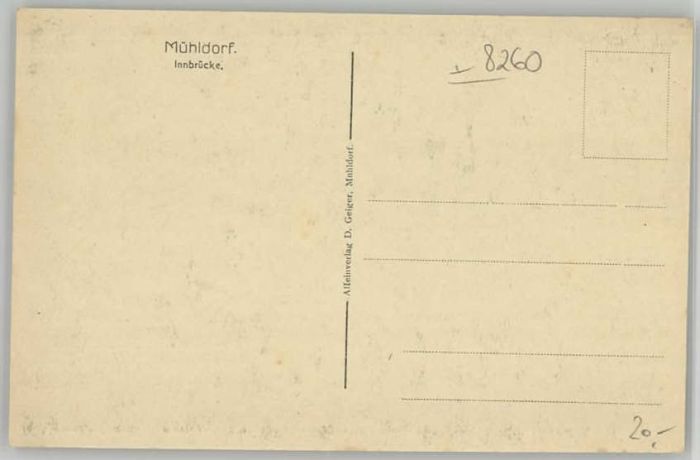 Mühldorf.
Innbrücke.
8260
Alleinverlag D. Geiger, Mühldorf.
20.-